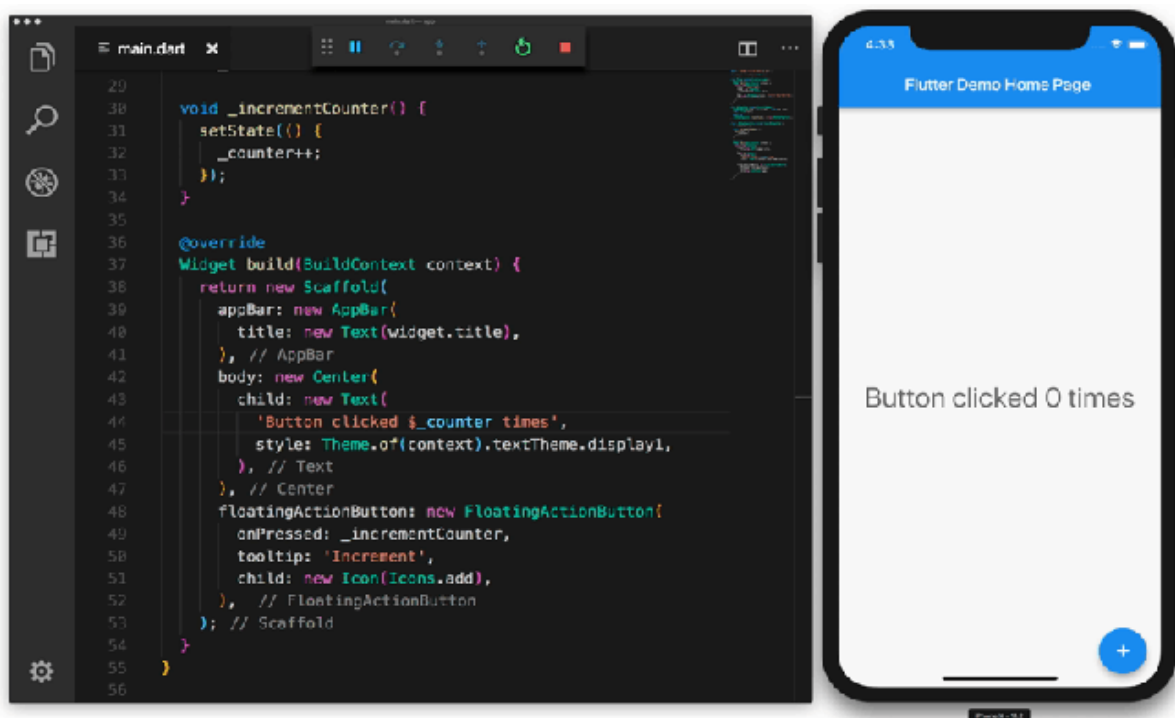 main.dart
29
30 void _incrementCounter() {
31 setState(() {
32 _counter++;
33 });
34 }
35
36 @override
37 Widget build(BuildContext context) {
38 return new Scaffold(
39 appBar: new AppBar(
40 title: new Text(widget.title),
41 ), // AppBar
42 body: new Center(
43 child: new Text(
44 'Button clicked $_counter times',
45 style: Theme.of(context).textTheme.display1,
46 ), // Text
47 ), // Center
48 floatingActionButton: new FloatingActionButton(
49 onPressed: _incrementCounter,
50 tooltip: 'Increment',
51 child: new Icon(Icons.add),
52 ), // FloatingActionButton
53 ); // Scaffold
54 }
55 }
56
4:33
Flutter Demo Home Page
Button clicked 0 times
+